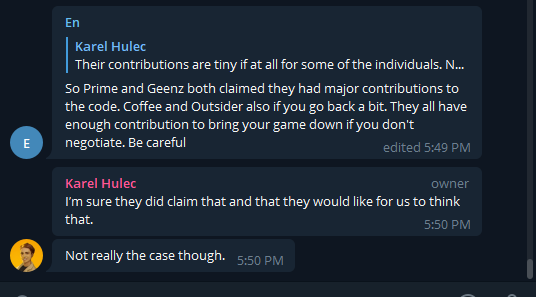 En
Karel Hulec
Their contributions are tiny if at all for some of the individuals. N...
So Prime and Geenz both claimed they had major contributions to
the code. Coffee and Outsider also if you go back a bit. They all have
enough contribution to bring your game down if you don't
negotiate. Be careful
edited 5:49 PM
E
Karel Hulec
owner
I'm sure they did claim that and that they would like for us to think
that.
5:50 PM
Not really the case though.
5:50 PM